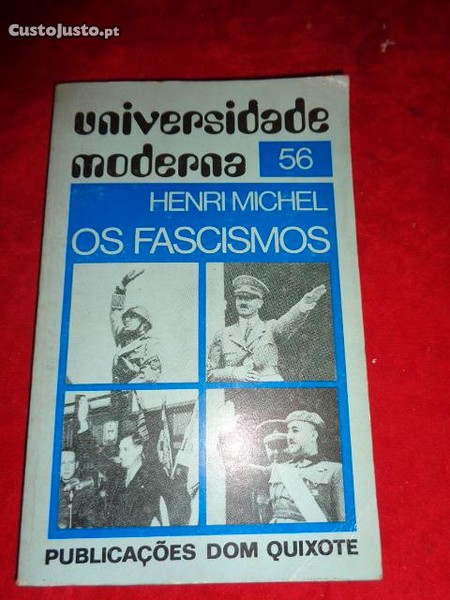 CustoJusto.pt
universidade
moderna 56
HENRI MICHEL
OS FASCISMOS
PUBLICAÇÕES DOM QUIXOTE